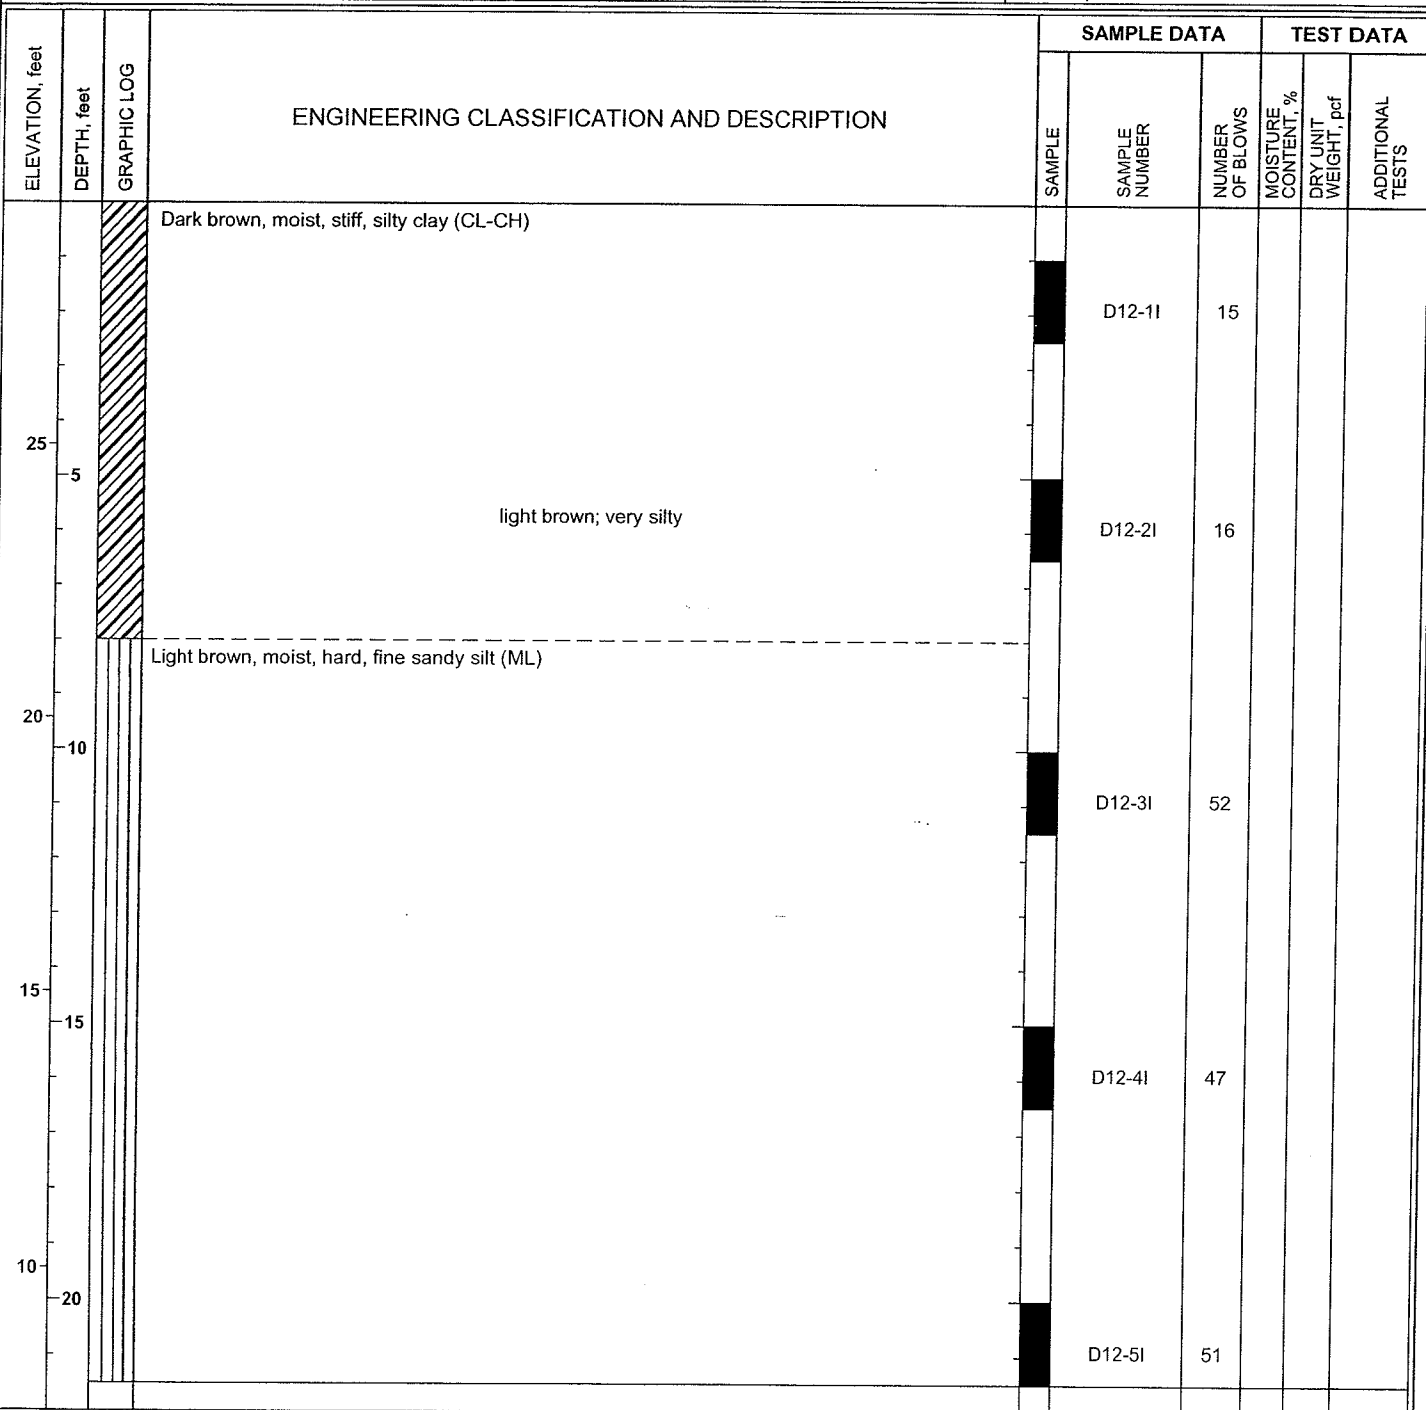 SAMPLE DATA
TEST DATA
ELEVATION, feet
DEPTH, feet
GRAPHIC LOG
ENGINEERING CLASSIFICATION AND DESCRIPTION
SAMPLE
SAMPLE
NUMBER
NUMBER
OF BLOWS
MOISTURE
CONTENT, %
DRY UNIT
WEIGHT, pcf
ADDITIONAL
TESTS
Dark brown, moist, stiff, silty clay (CL-CH)
D12-1I 15
25
5
light brown; very silty
D12-2I 16
Light brown, moist, hard, fine sandy silt (ML)
20
10
D12-3I 52
15
15
D12-4I 47
10
20
D12-5I 51